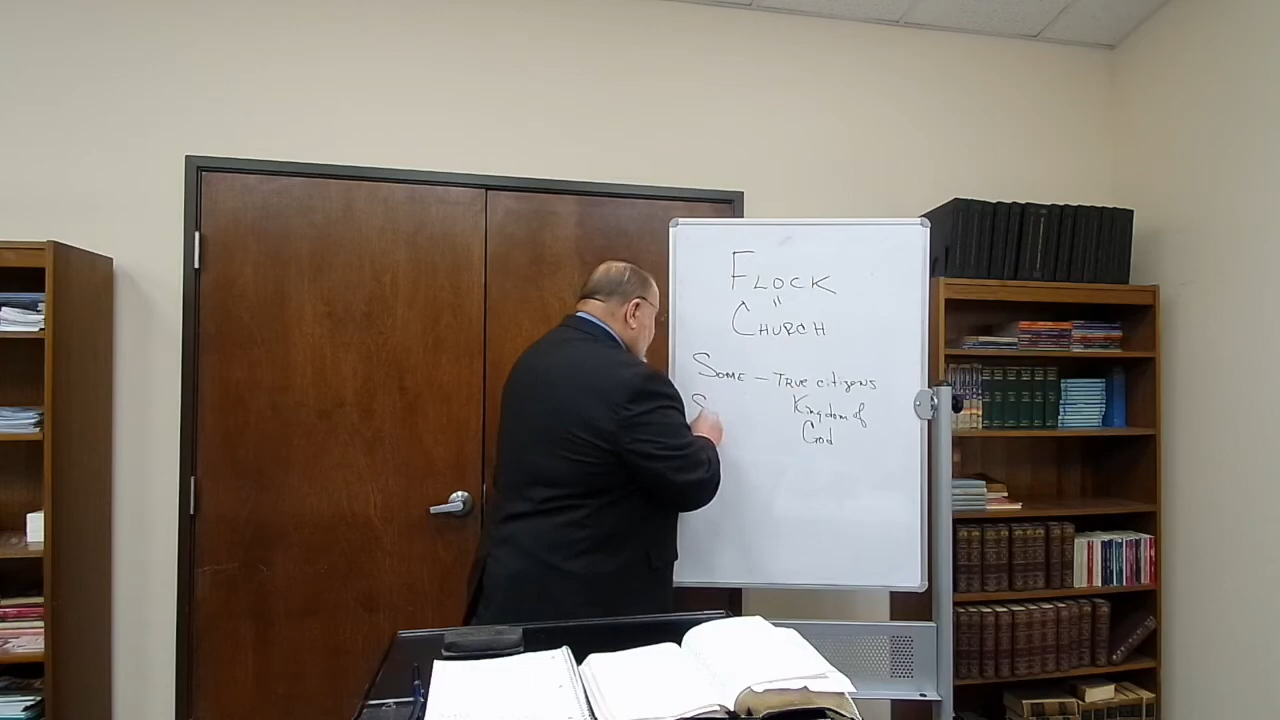 FLOCK
"
CHURCH
SOME — TRUE citizens
Kingdom of
God
S